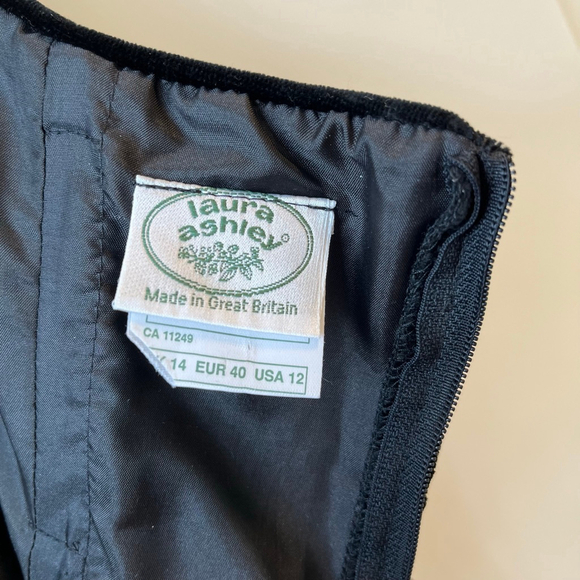 laura
ashley®
Made in Great Britain
CA 11249
14 EUR 40 USA 12